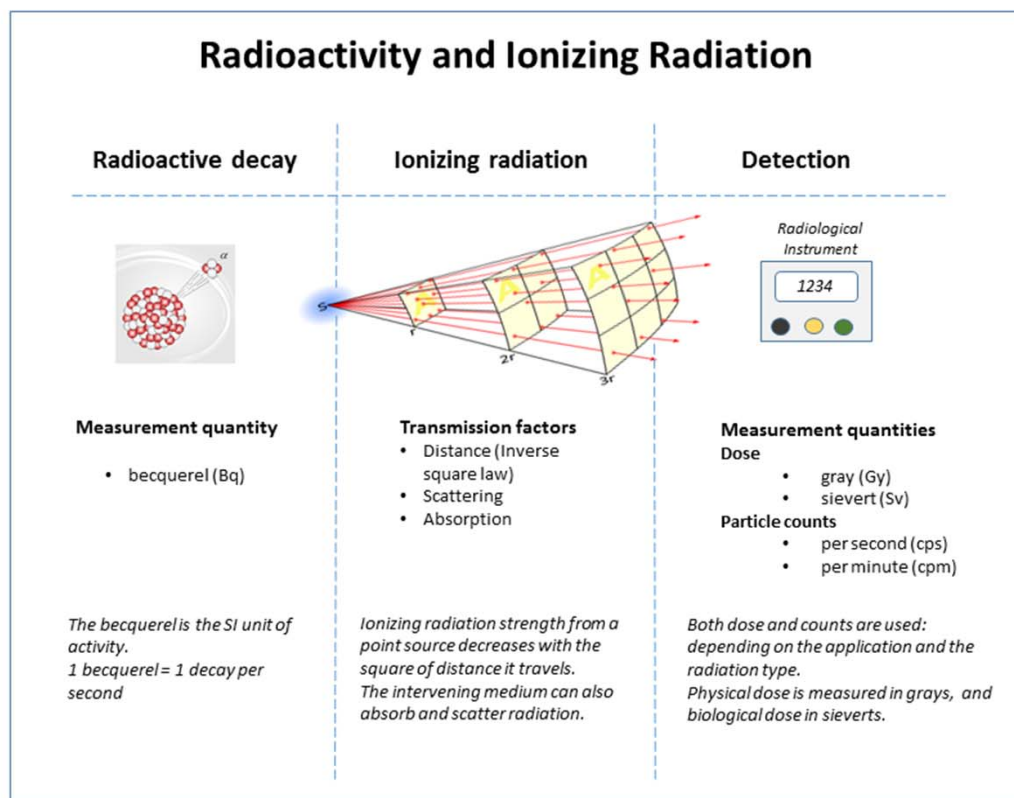 Radioactivity and Ionizing Radiation
Radioactive decay
Ionizing radiation
Detection
α
S
r
2r
3r
A
A
A
Radiological
Instrument
1234
Measurement quantity
• becquerel (Bq)
Transmission factors
• Distance (Inverse
square law)
• Scattering
• Absorption
Measurement quantities
Dose
• gray (Gy)
• sievert (Sv)
Particle counts
• per second (cps)
• per minute (cpm)
The becquerel is the SI unit of
activity.
1 becquerel = 1 decay per
second
Ionizing radiation strength from a
point source decreases with the
square of distance it travels.
The intervening medium can also
absorb and scatter radiation.
Both dose and counts are used:
depending on the application and the
radiation type.
Physical dose is measured in grays, and
biological dose in sieverts.